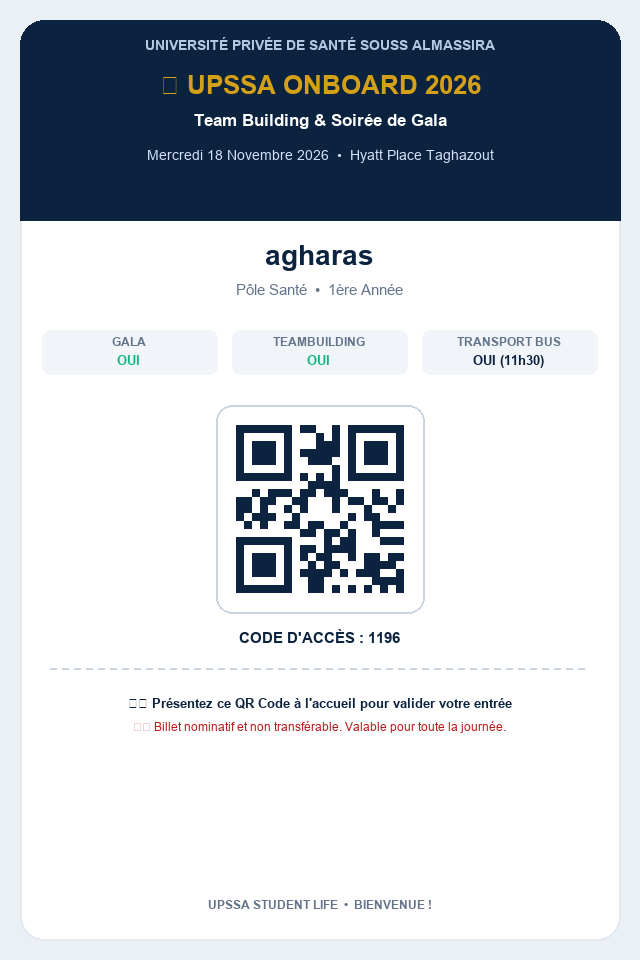 UNIVERSITÉ PRIVÉE DE SANTÉ SOUSS ALMASSIRA
UPSSA ONBOARD 2026
Team Building & Soirée de Gala
Mercredi 18 Novembre 2026 • Hyatt Place Taghazout
agharas
Pôle Santé • 1ère Année
GALA
OUI
TEAMBUILDING
OUI
TRANSPORT BUS
OUI (11h30)
CODE D'ACCÈS : 1196
Présentez ce QR Code à l'accueil pour valider votre entrée
Billet nominatif et non transférable. Valable pour toute la journée.
UPSSA STUDENT LIFE • BIENVENUE !